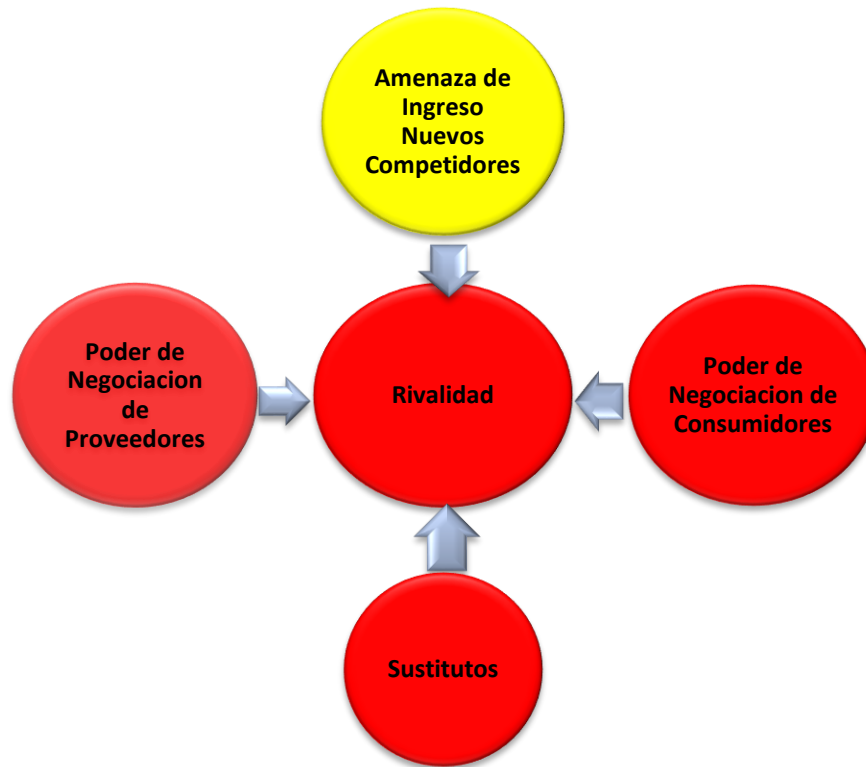 Amenaza de
Ingreso
Nuevos
Competidores
Poder de
Negociacion
de
Proveedores
Rivalidad
Poder de
Negociacion de
Consumidores
Sustitutos